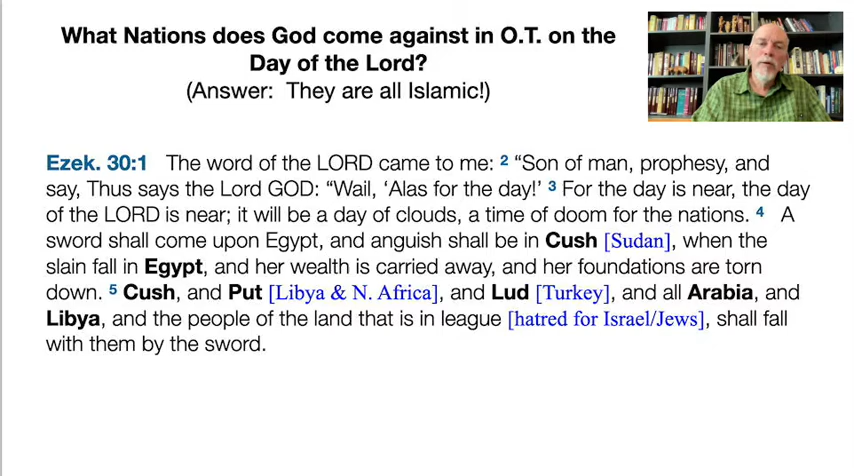 What Nations does God come against in O.T. on the
Day of the Lord?
(Answer:  They are all Islamic!)
Ezek. 30:1   The word of the LORD came to me: 2 “Son of man, prophesy, and
say, Thus says the Lord GOD: “Wail, ‘Alas for the day!’ 3 For the day is near, the day
of the LORD is near; it will be a day of clouds, a time of doom for the nations. 4  A
sword shall come upon Egypt, and anguish shall be in Cush [Sudan], when the
slain fall in Egypt, and her wealth is carried away, and her foundations are torn
down. 5 Cush, and Put [Libya & N. Africa], and Lud [Turkey], and all Arabia, and
Libya, and the people of the land that is in league [hatred for Israel/Jews], shall fall
with them by the sword.